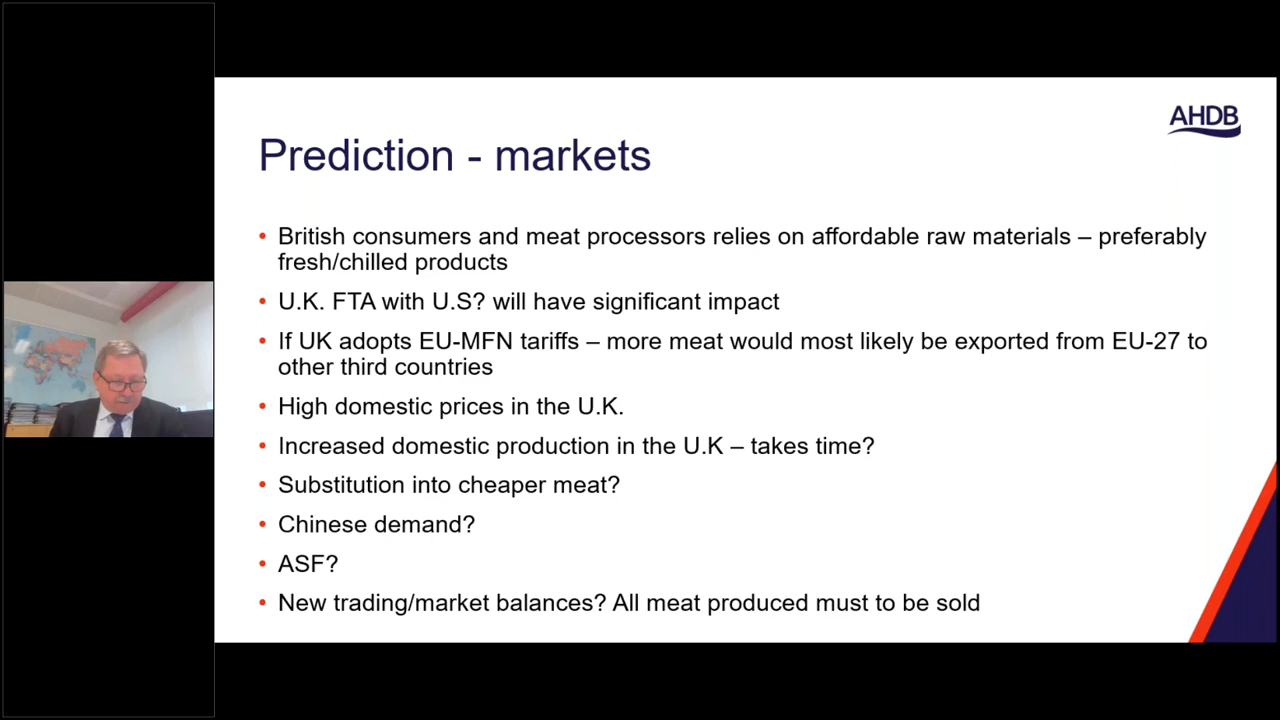 AHDB
Prediction - markets
• British consumers and meat processors relies on affordable raw materials – preferably
fresh/chilled products
• U.K. FTA with U.S? will have significant impact
• If UK adopts EU-MFN tariffs – more meat would most likely be exported from EU-27 to
other third countries
• High domestic prices in the U.K.
• Increased domestic production in the U.K – takes time?
• Substitution into cheaper meat?
• Chinese demand?
• ASF?
• New trading/market balances? All meat produced must to be sold